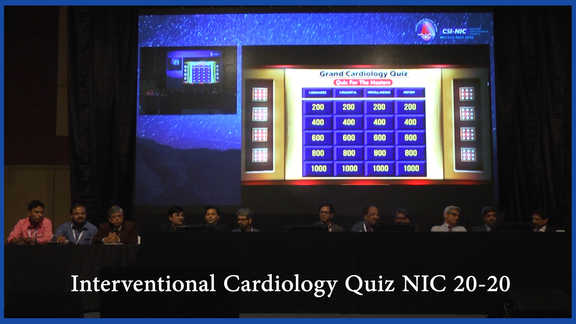 CSI-NIC
Grand Cardiology Quiz
Quiz For The Masters
200 200 200 200
400 400 400 400
600 600 600 600
800 800 800 800
1000 1000 1000 1000
Interventional Cardiology Quiz NIC 20-20